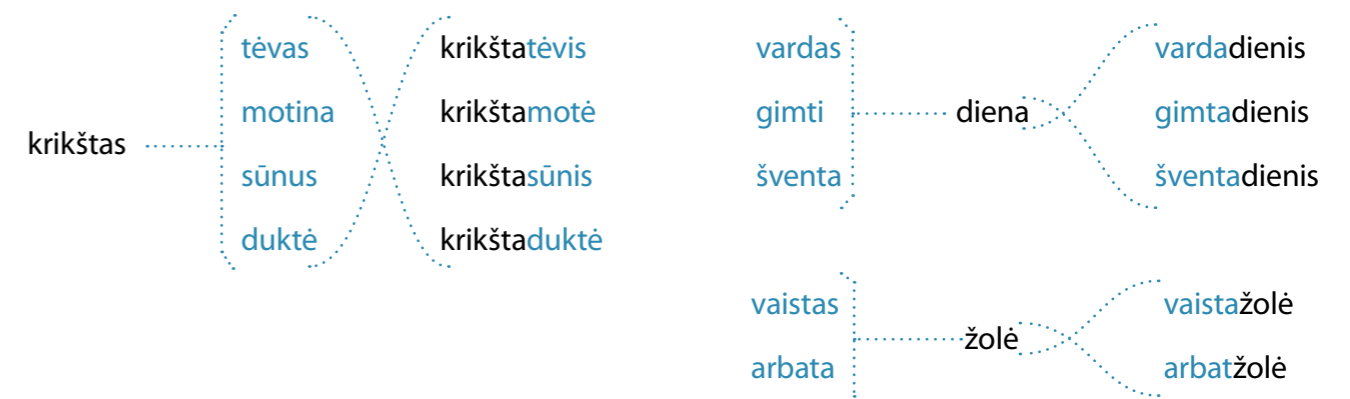 krikštas
tėvas
motina
sūnus
duktė
krikštatėvis
krikštamotė
krikštasūnis
krikštaduktė
vardas
gimti
šventa
diena
vardadienis
gimtadienis
šventadienis
vaistas
arbata
žolė
vaistažolė
arbatžolė